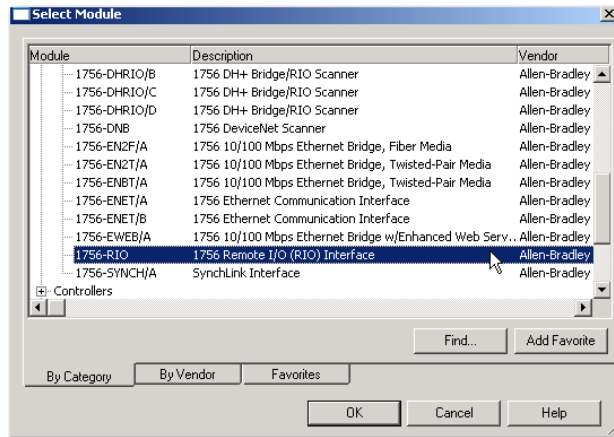 Select Module
Module Description Vendor
1756-DHRIO/B 1756 DH+ Bridge/RIO Scanner Allen-Bradley
1756-DHRIO/C 1756 DH+ Bridge/RIO Scanner Allen-Bradley
1756-DHRIO/D 1756 DH+ Bridge/RIO Scanner Allen-Bradley
1756-DNB 1756 DeviceNet Scanner Allen-Bradley
1756-EN2F/A 1756 10/100 Mbps Ethernet Bridge, Fiber Media Allen-Bradley
1756-EN2T/A 1756 10/100 Mbps Ethernet Bridge, Twisted-Pair Media Allen-Bradley
1756-ENBT/A 1756 10/100 Mbps Ethernet Bridge, Twisted-Pair Media Allen-Bradley
1756-ENET/A 1756 Ethernet Communication Interface Allen-Bradley
1756-ENET/B 1756 Ethernet Communication Interface Allen-Bradley
1756-EWEB/A 1756 10/100 Mbps Ethernet Bridge w/Enhanced Web Serv... Allen-Bradley
1756-RIO 1756 Remote I/O (RIO) Interface Allen-Bradley
1756-SYNCH/A SynchLink Interface Allen-Bradley
Controllers
Find... Add Favorite
By Category By Vendor Favorites
OK Cancel Help